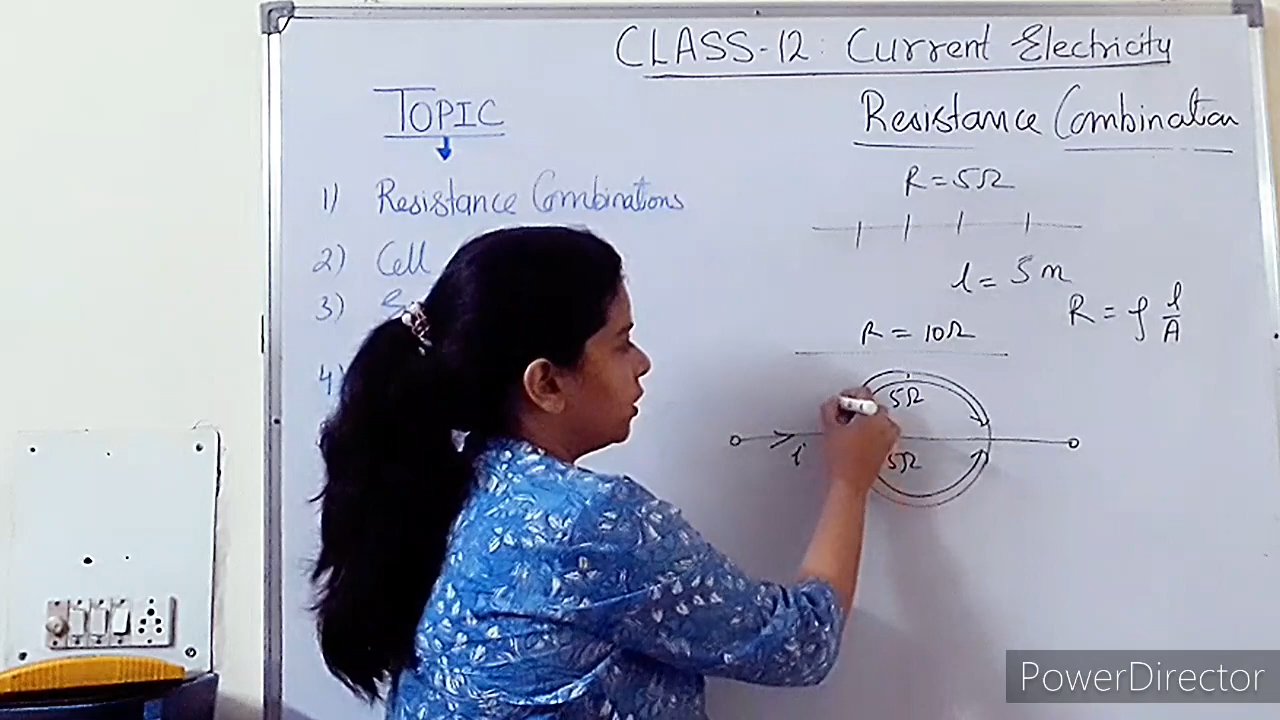 CLASS-12: Current Electricity
TOPIC
Resistance Combination
1) Resistance Combinations
R = 5Ω
2) Cell
l = 5m
3)
R = ρ l/A
R = 10Ω
4)
5Ω
i
5Ω
PowerDirector